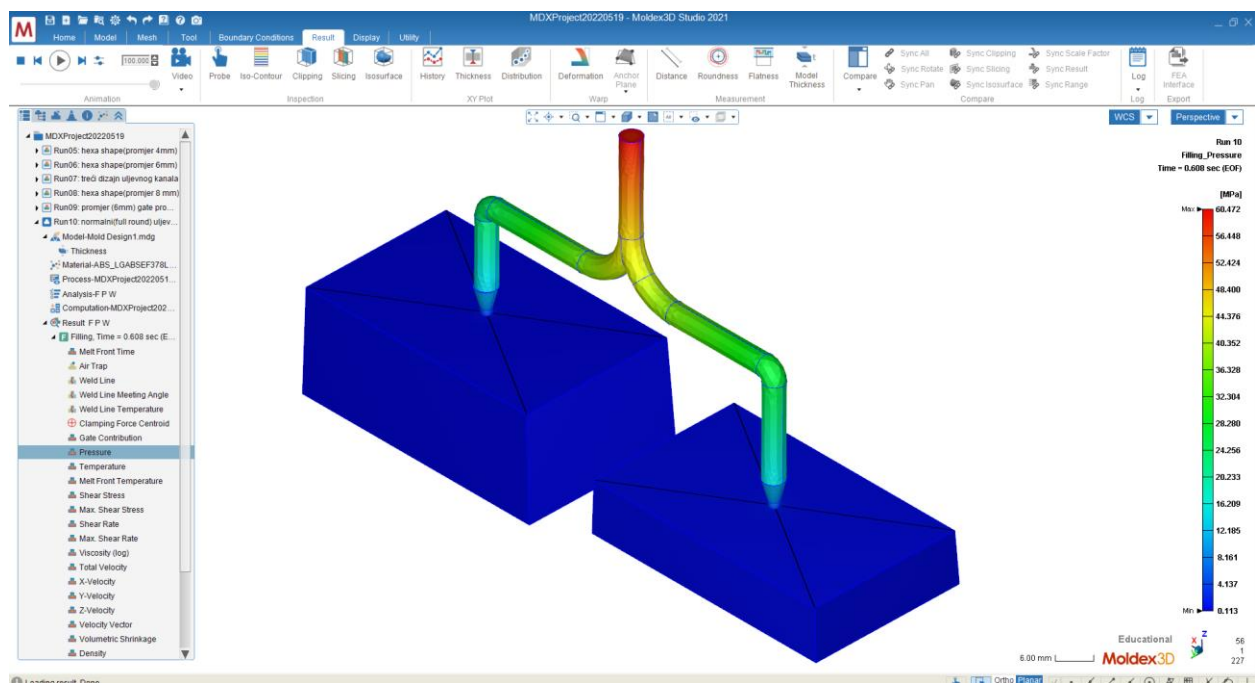 MDXProject20220519 - Moldex3D Studio 2021
M
Home Model Mesh Tool Boundary Conditions Result Display Utility
100.000
Video
Animation
Probe Iso-Contour Clipping Slicing Isosurface
Inspection
History Thickness Distribution
XY Plot
Deformation Anchor Plane
Warp
Distance Roundness Flatness Model Thickness
Measurement
Compare
Sync All Sync Clipping Sync Scale Factor
Sync Rotate Sync Slicing Sync Result
Sync Pan Sync Isosurface Sync Range
Compare
Log
Log
FEA Interface
Export
WCS Perspective
MDXProject20220519
Run05: hexa shape(promjer 4mm)
Run06: hexa shape(promjer 6mm)
Run07: treći dizajn uljevnog kanala
Run08: hexa shape(promjer 8 mm)
Run09: promjer (6mm) gate pro...
Run10: normalni(full round) uljev...
Model-Mold Design1.mdg
Thickness
Material-ABS_LGABSEF378L...
Process-MDXProject2022051...
Analysis-F P W
Computation-MDXProject202...
Result F P W
Filling, Time = 0.608 sec (E...
Melt Front Time
Air Trap
Weld Line
Weld Line Meeting Angle
Weld Line Temperature
Clamping Force Centroid
Gate Contribution
Pressure
Temperature
Melt Front Temperature
Shear Stress
Max. Shear Stress
Shear Rate
Max. Shear Rate
Viscosity (log)
Total Velocity
X-Velocity
Y-Velocity
Z-Velocity
Velocity Vector
Volumetric Shrinkage
Density
Run 10
Filling_Pressure
Time = 0.608 sec (EOF)
[MPa]
Max 60.472
56.448
52.424
48.400
44.376
40.352
36.328
32.304
28.280
24.256
20.233
16.209
12.185
8.161
4.137
Min 0.113
6.00 mm
Educational
Moldex3D
Z
X
Y
56
1
227
Loading result. Done.
Ortho Planar